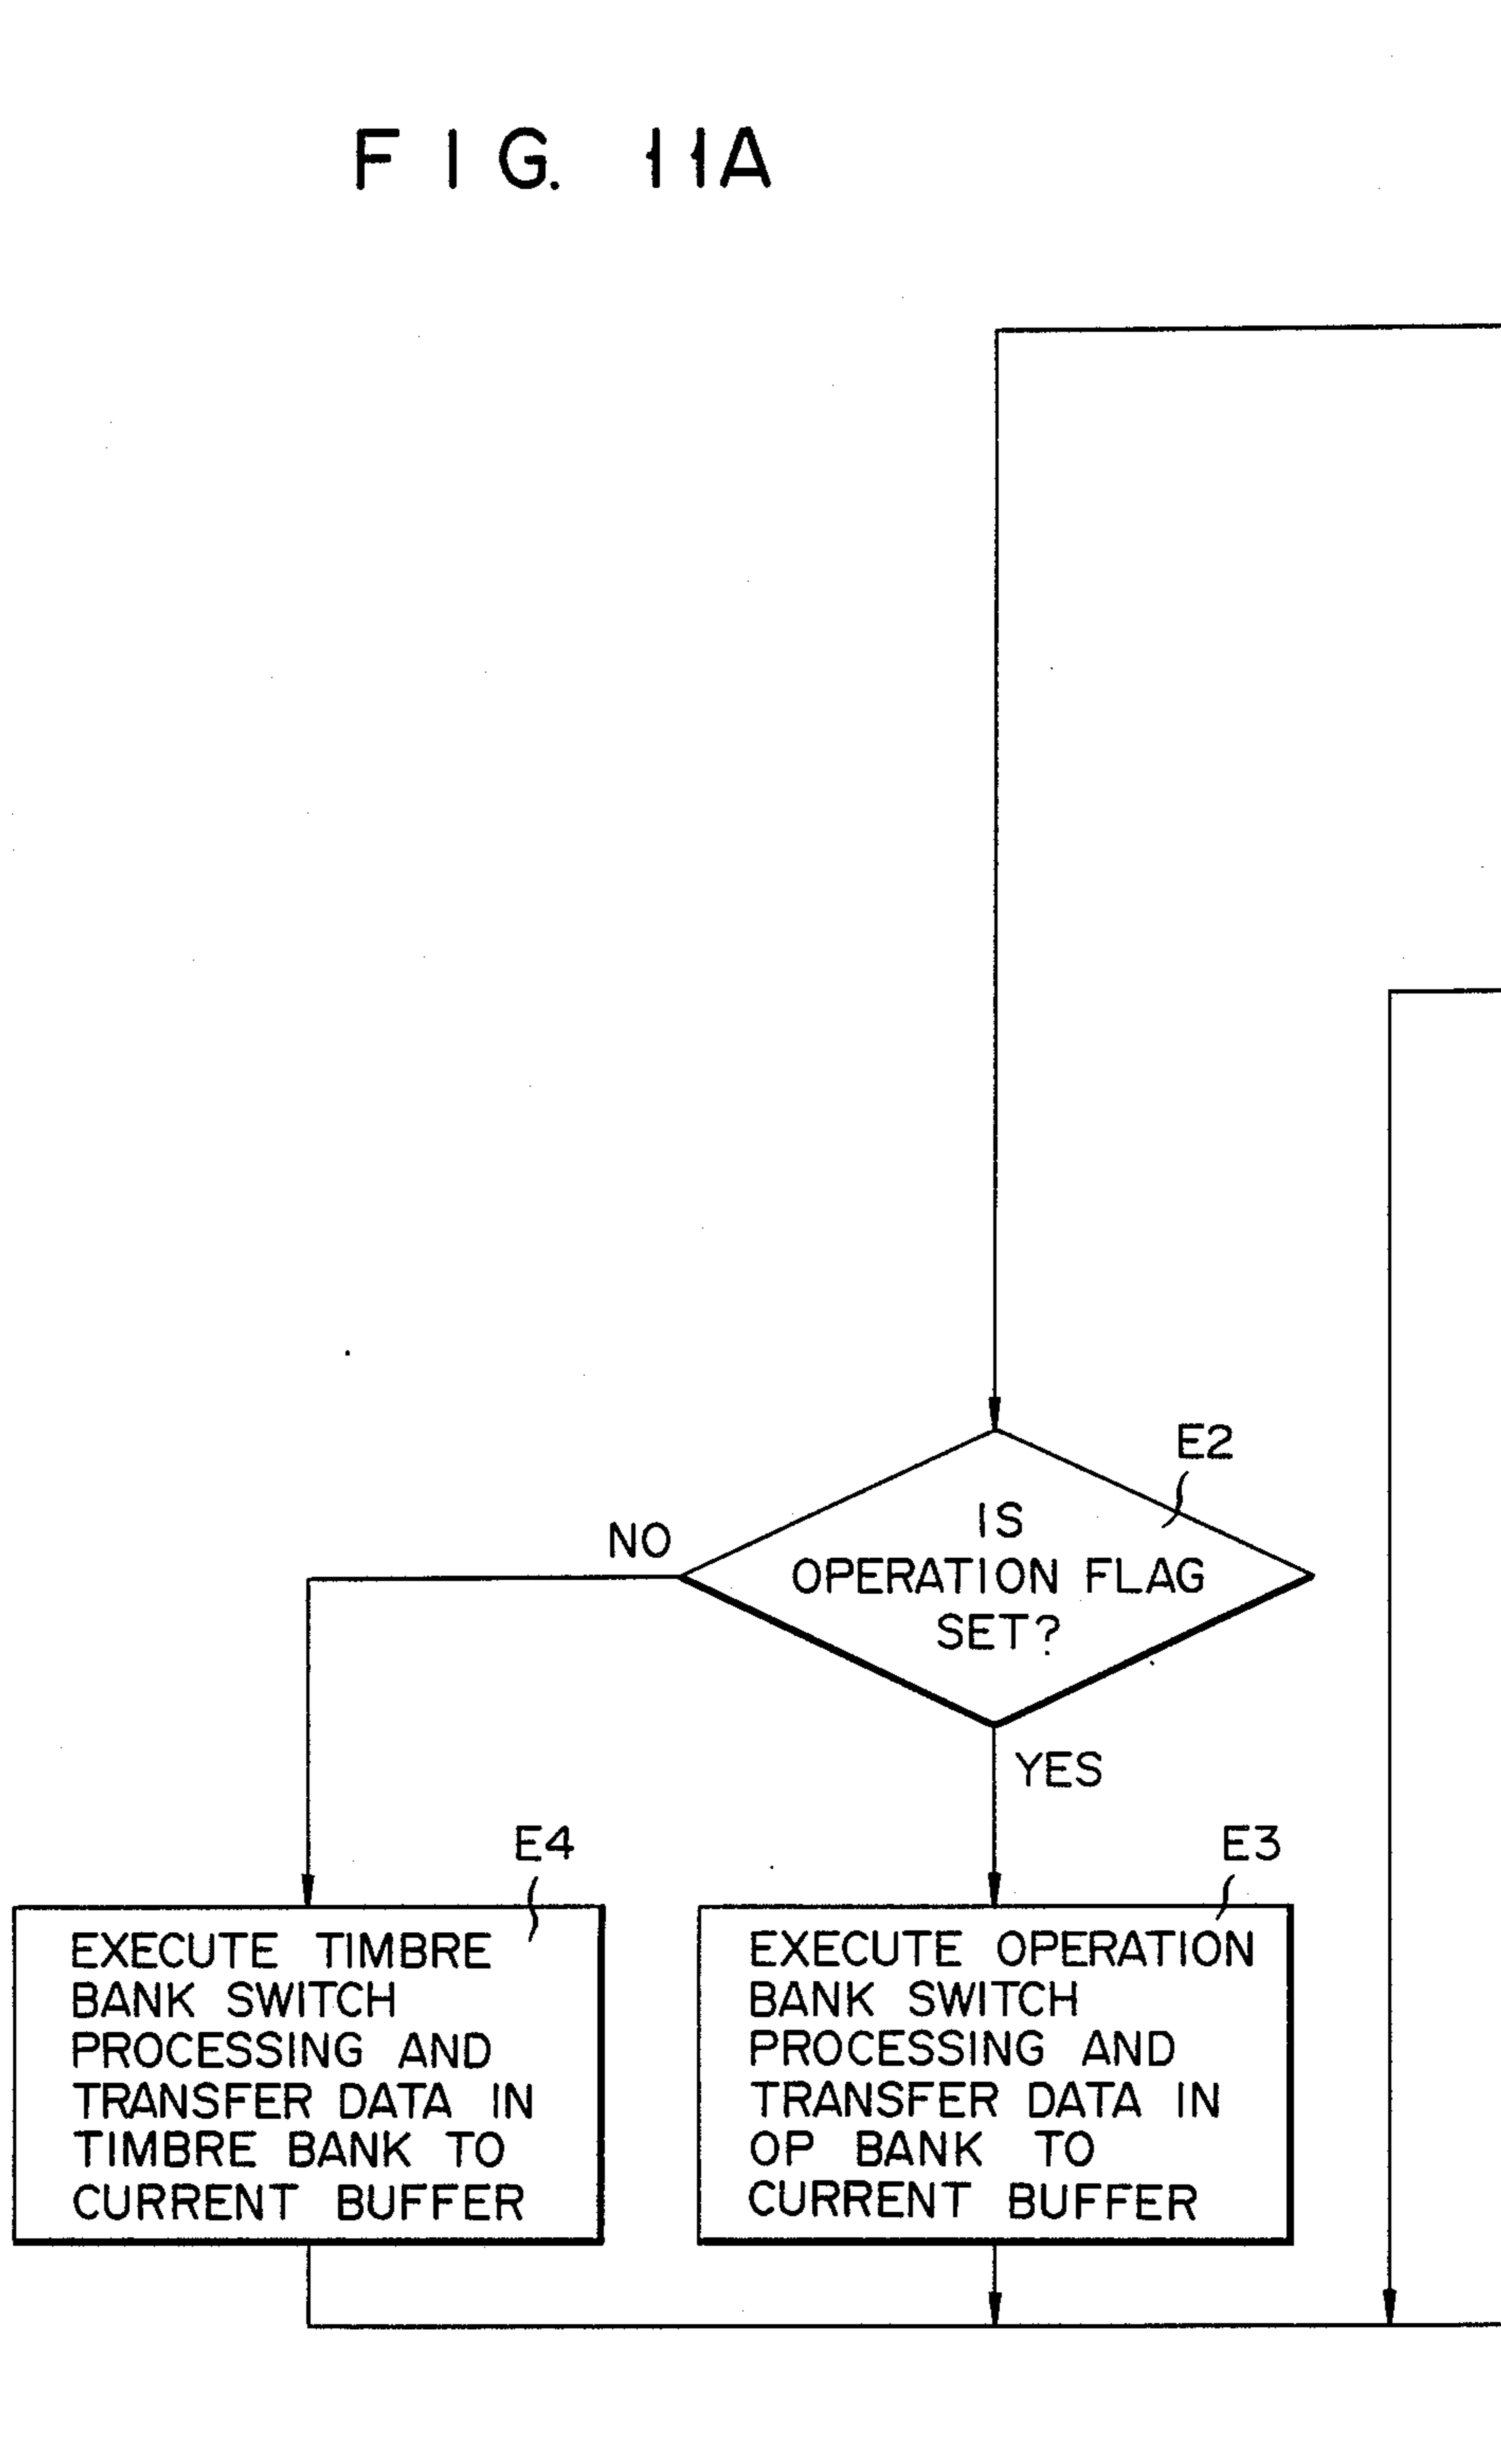 FIG. 11A
E2
NO
IS
OPERATION FLAG
SET?
YES
E4
EXECUTE TIMBRE
BANK SWITCH
PROCESSING AND
TRANSFER DATA IN
TIMBRE BANK TO
CURRENT BUFFER
E3
EXECUTE OPERATION
BANK SWITCH
PROCESSING AND
TRANSFER DATA IN
OP BANK TO
CURRENT BUFFER